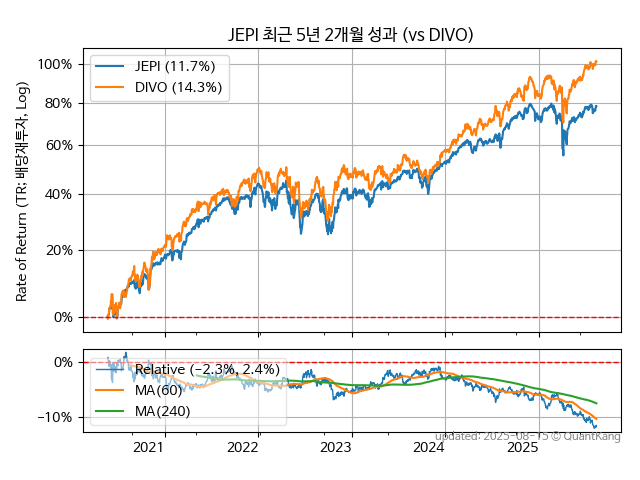 JEPI 최근 5년 2개월 성과 (vs DIVO)
Rate of Return (TR: 배당재투자, Log)
100%
80%
60%
40%
20%
0%
JEPI (11.7%)
DIVO (14.3%)
0%
−10%
Relative (−2.3%, 2.4%)
MA(60)
MA(240)
2021
2022
2023
2024
2025
updated: 2025-08-15 © QuantKang